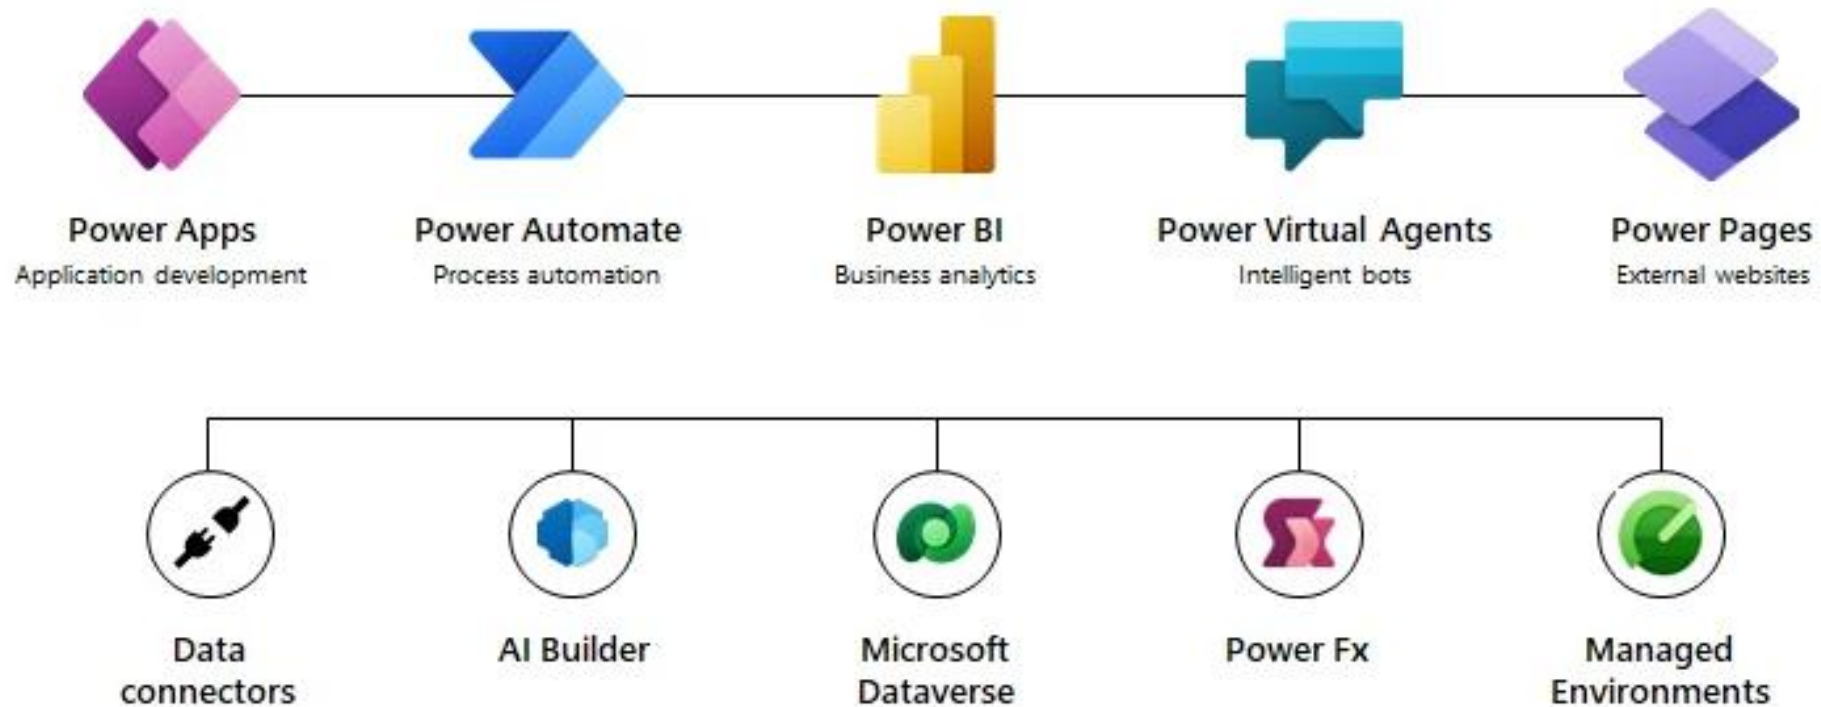 Power Apps
Application development
Power Automate
Process automation
Power BI
Business analytics
Power Virtual Agents
Intelligent bots
Power Pages
External websites
Data
connectors
AI Builder
Microsoft
Dataverse
Power Fx
Managed
Environments